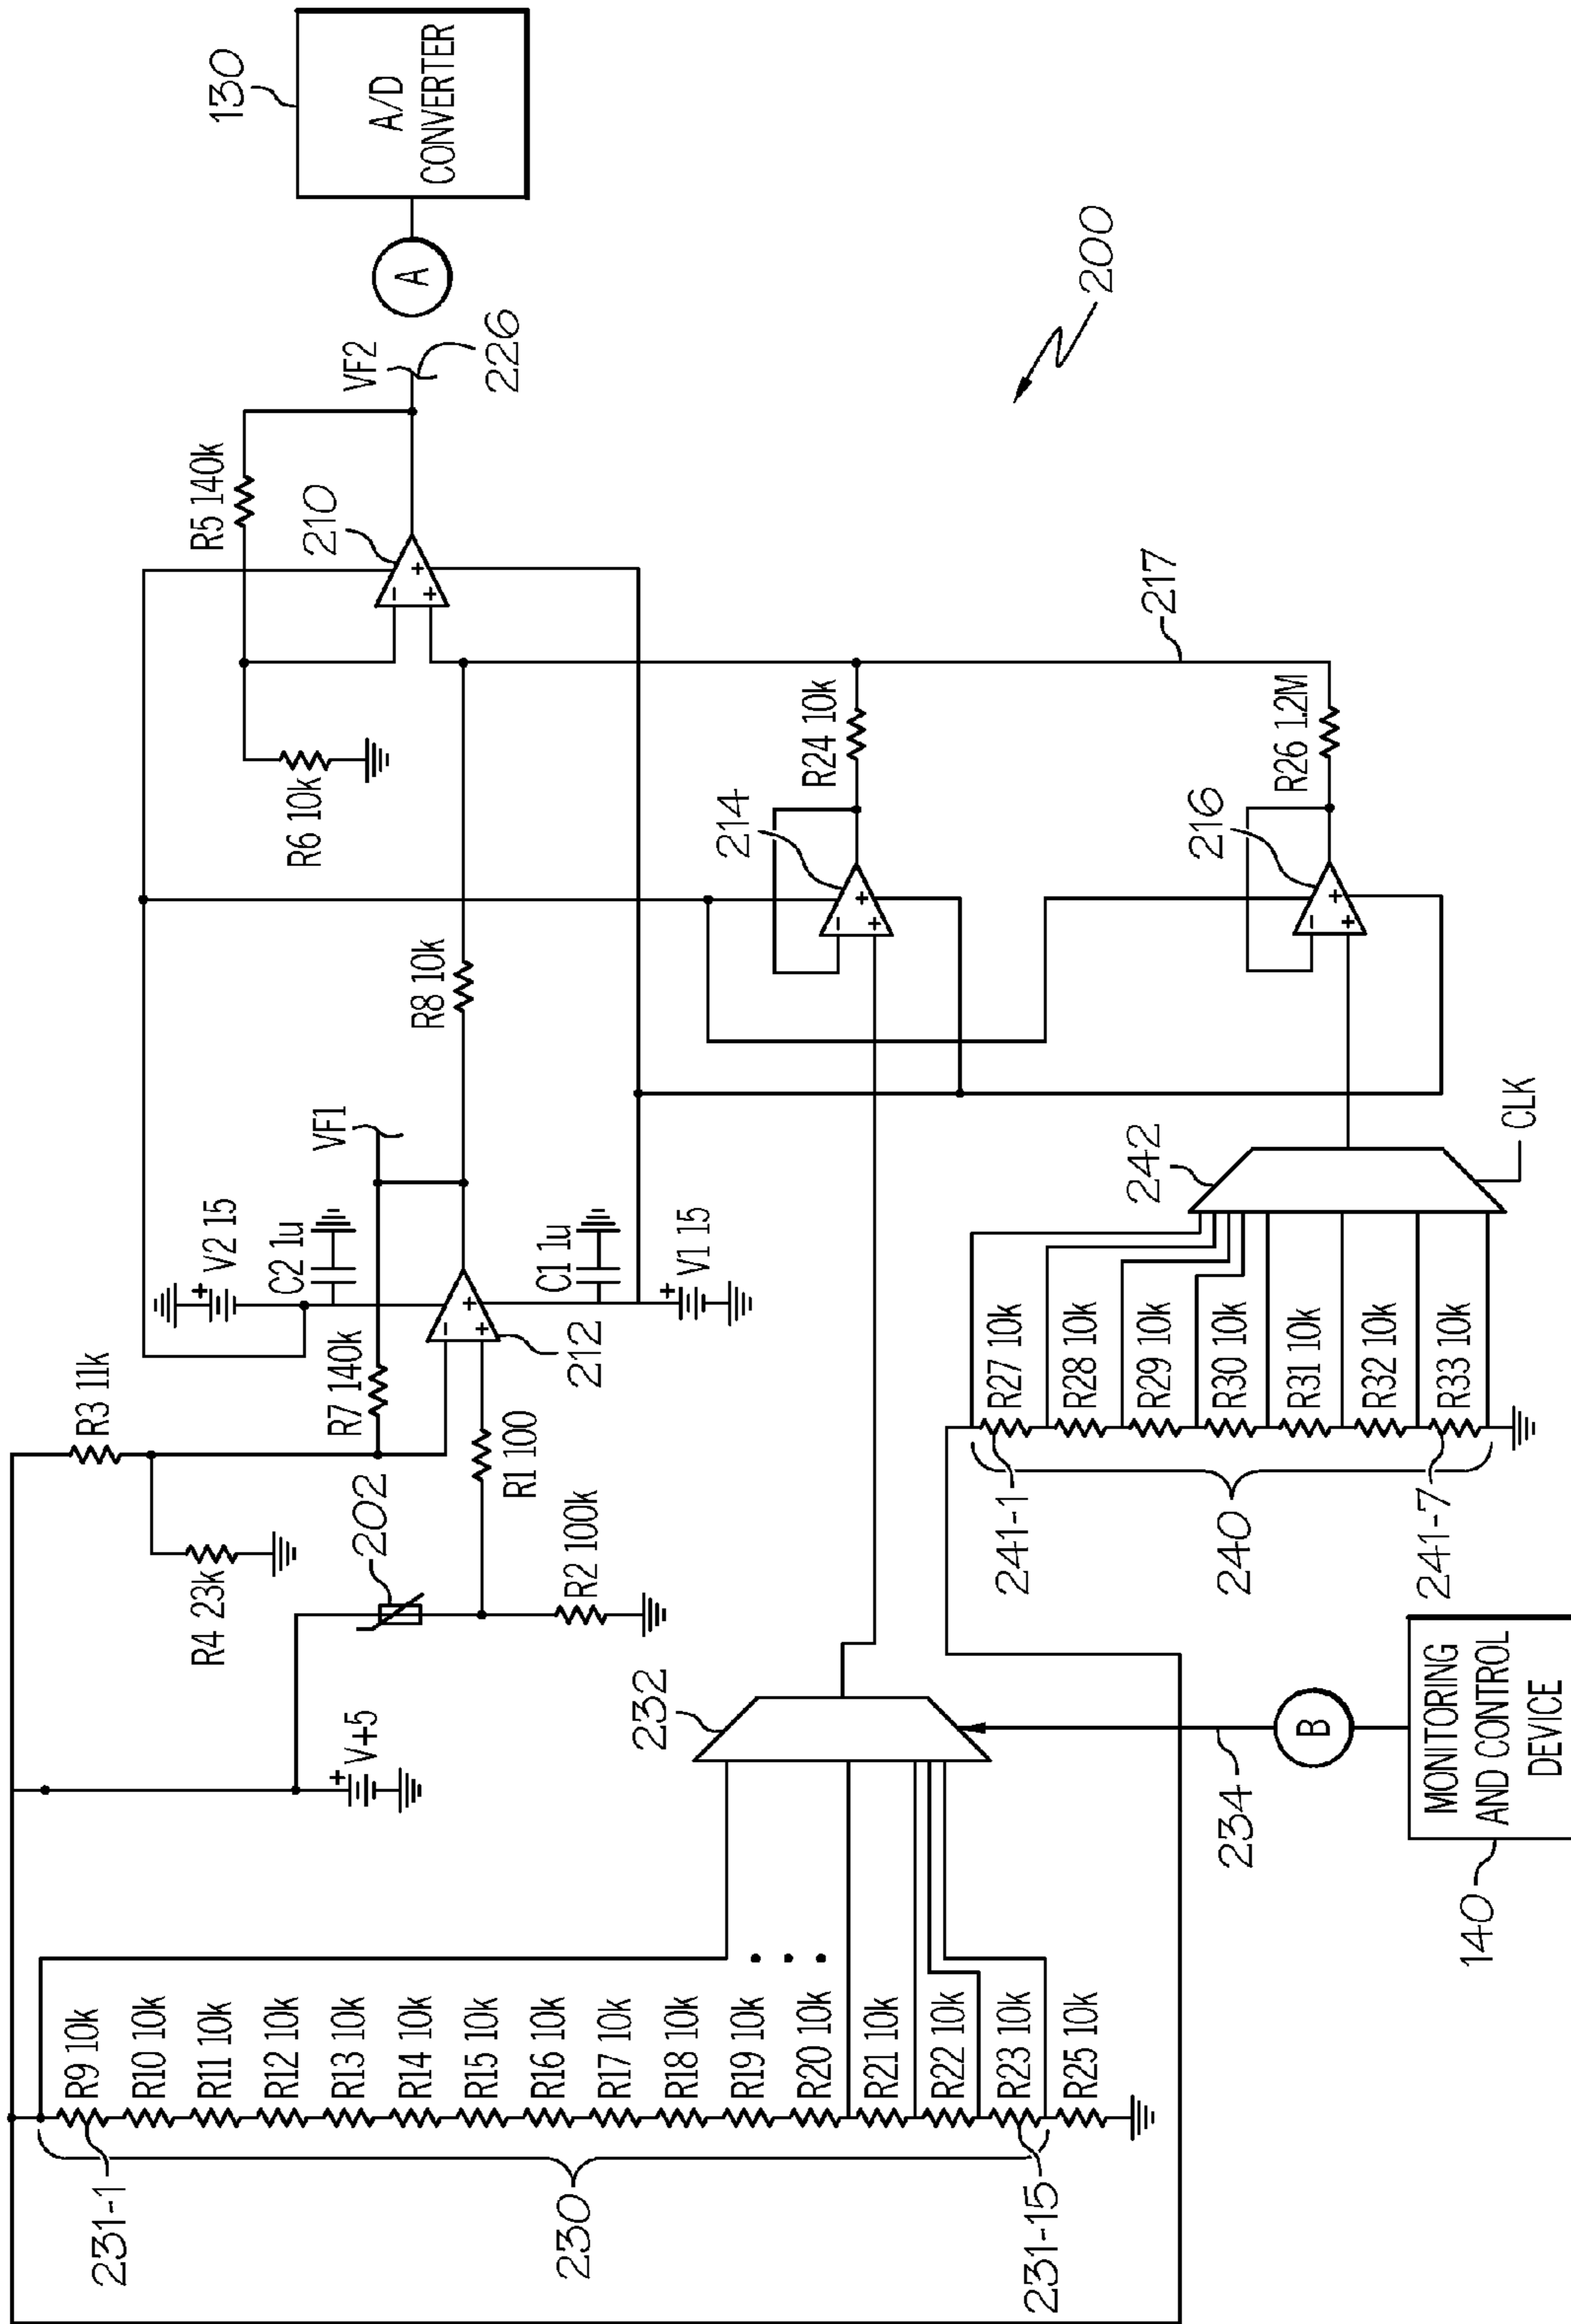 130
A/D
CONVERTER
A
VF2
226
R5 140k
210
R6 10k
200
217
R8 10k
R24 10k
214
R26 1.2M
216
VF1
V2 15
C2 1u
C1 1u
V1 15
R7 140k
212
R3 11k
R4 23k
202
R1 100
R2 100k
V+5
232
242
CLK
R27 10k
R28 10k
R29 10k
R30 10k
R31 10k
R32 10k
R33 10k
241-1
240
241-7
R9 10k
R10 10k
R11 10k
R12 10k
R13 10k
R14 10k
R15 10k
R16 10k
R17 10k
R18 10k
R19 10k
R20 10k
R21 10k
R22 10k
R23 10k
R25 10k
231-1
230
231-15
234
B
MONITORING
AND CONTROL
DEVICE
140